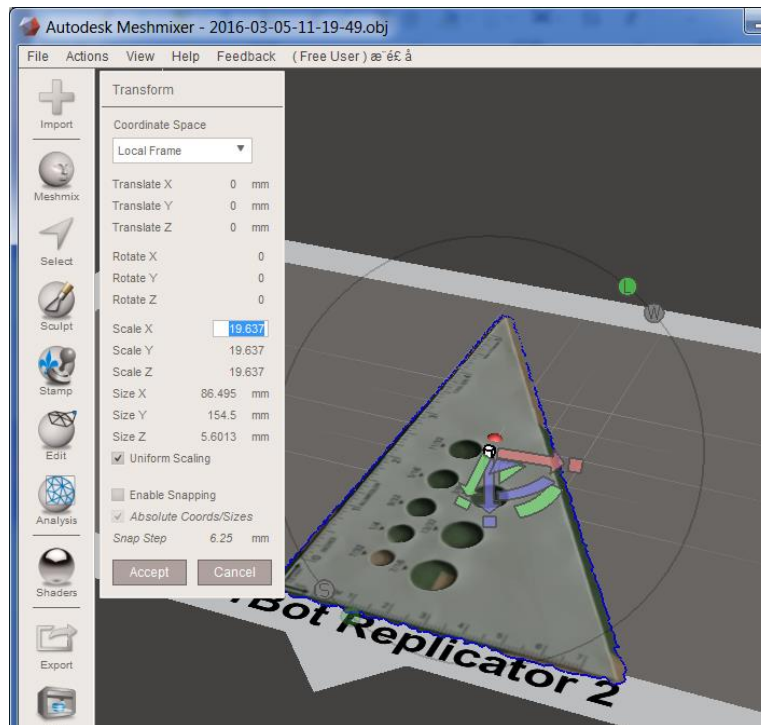 Autodesk Meshmixer - 2016-03-05-11-19-49.obj
File Actions View Help Feedback (Free User) æ¨é£ å
Import
Meshmix
Select
Sculpt
Stamp
Edit
Analysis
Shaders
Export
Transform
Coordinate Space
Local Frame
Translate X 0 mm
Translate Y 0 mm
Translate Z 0 mm
Rotate X 0
Rotate Y 0
Rotate Z 0
Scale X 19.637
Scale Y 19.637
Scale Z 19.637
Size X 86.495 mm
Size Y 154.5 mm
Size Z 5.6013 mm
Uniform Scaling
Enable Snapping
Absolute Coords/Sizes
Snap Step 6.25 mm
Accept Cancel
L
W
S
Bot Replicator 2